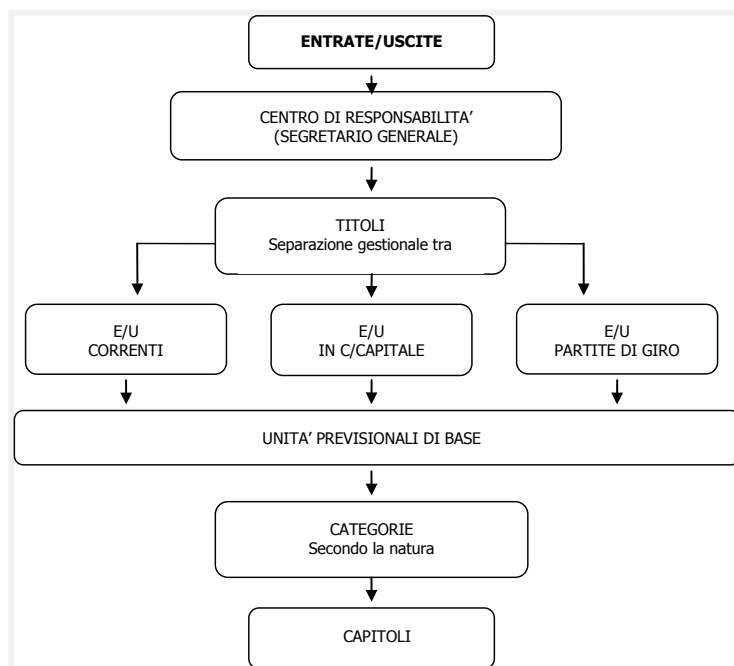 ENTRATE/USCITE
CENTRO DI RESPONSABILITA’
(SEGRETARIO GENERALE)
TITOLI
Separazione gestionale tra
E/U
CORRENTI
E/U
IN C/CAPITALE
E/U
PARTITE DI GIRO
UNITA’ PREVISIONALI DI BASE
CATEGORIE
Secondo la natura
CAPITOLI